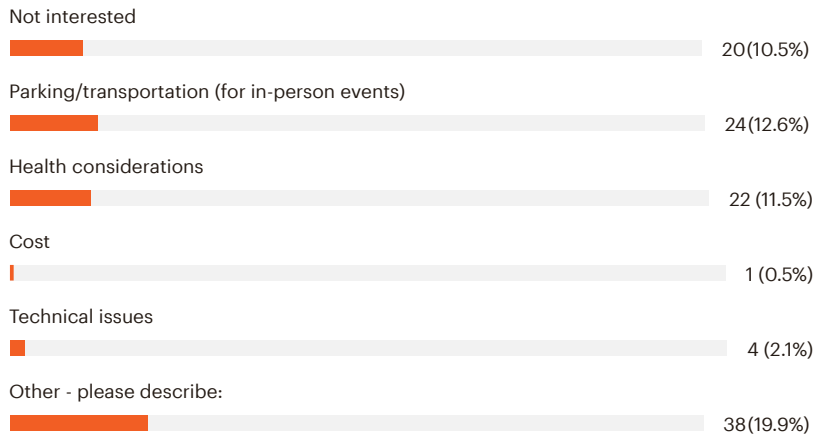 Not interested
20(10.5%)
Parking/transportation (for in-person events)
24(12.6%)
Health considerations
22 (11.5%)
Cost
1 (0.5%)
Technical issues
4 (2.1%)
Other - please describe:
38(19.9%)